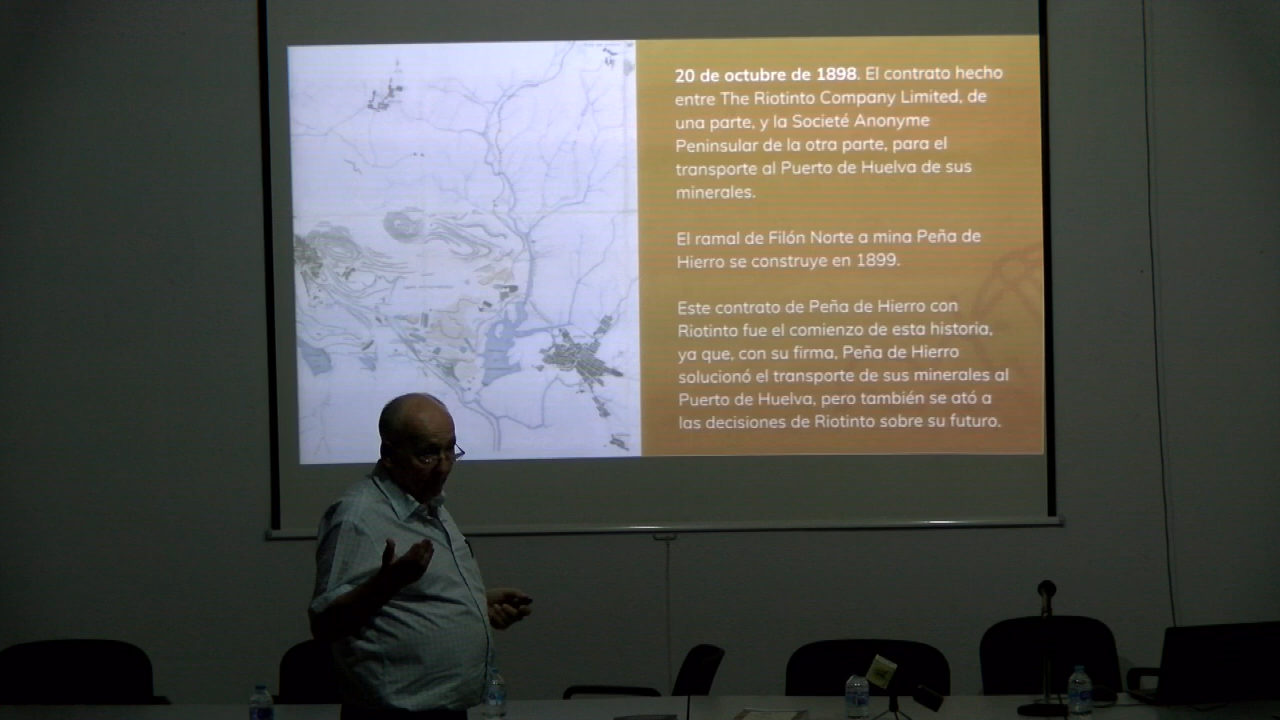 20 de octubre de 1898. El contrato hecho
entre The Riotinto Company Limited, de
una parte, y la Societé Anonyme
Peninsular de la otra parte, para el
transporte al Puerto de Huelva de sus
minerales.
El ramal de Filón Norte a mina Peña de
Hierro se construye en 1899.
Este contrato de Peña de Hierro con
Riotinto fue el comienzo de esta historia,
ya que, con su firma, Peña de Hierro
solucionó el transporte de sus minerales al
Puerto de Huelva, pero también se ató a
las decisiones de Riotinto sobre su futuro.